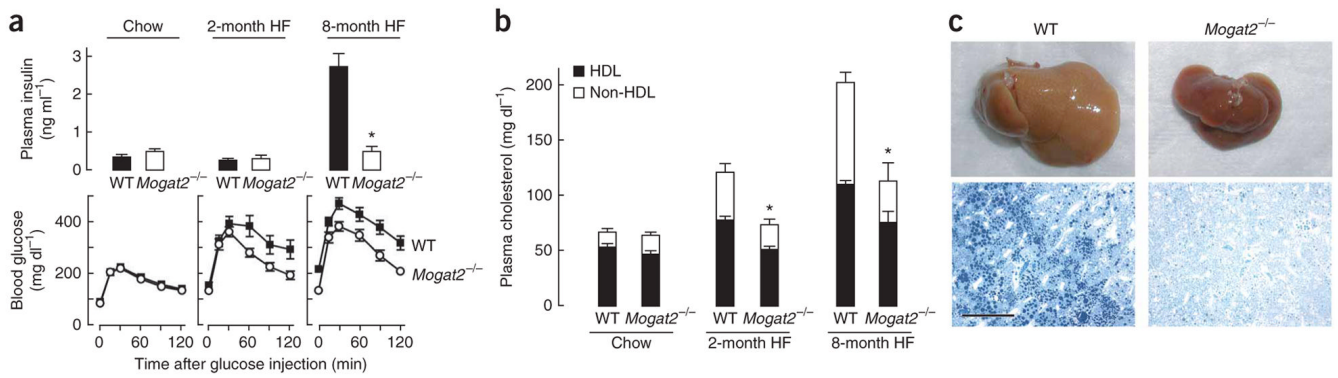 a
Chow 2-month HF 8-month HF
Plasma insulin
(ng ml⁻¹)
3
2
1
0
*
WT Mogat2⁻/⁻ WT Mogat2⁻/⁻ WT Mogat2⁻/⁻
Blood glucose
(mg dl⁻¹)
400
200
0
WT
Mogat2⁻/⁻
0 60 120 0 60 120 0 60 120
Time after glucose injection (min)
b
HDL
Non-HDL
Plasma cholesterol (mg dl⁻¹)
200
150
100
50
0
*
*
WT Mogat2⁻/⁻ WT Mogat2⁻/⁻ WT Mogat2⁻/⁻
Chow 2-month HF 8-month HF
c
WT Mogat2⁻/⁻